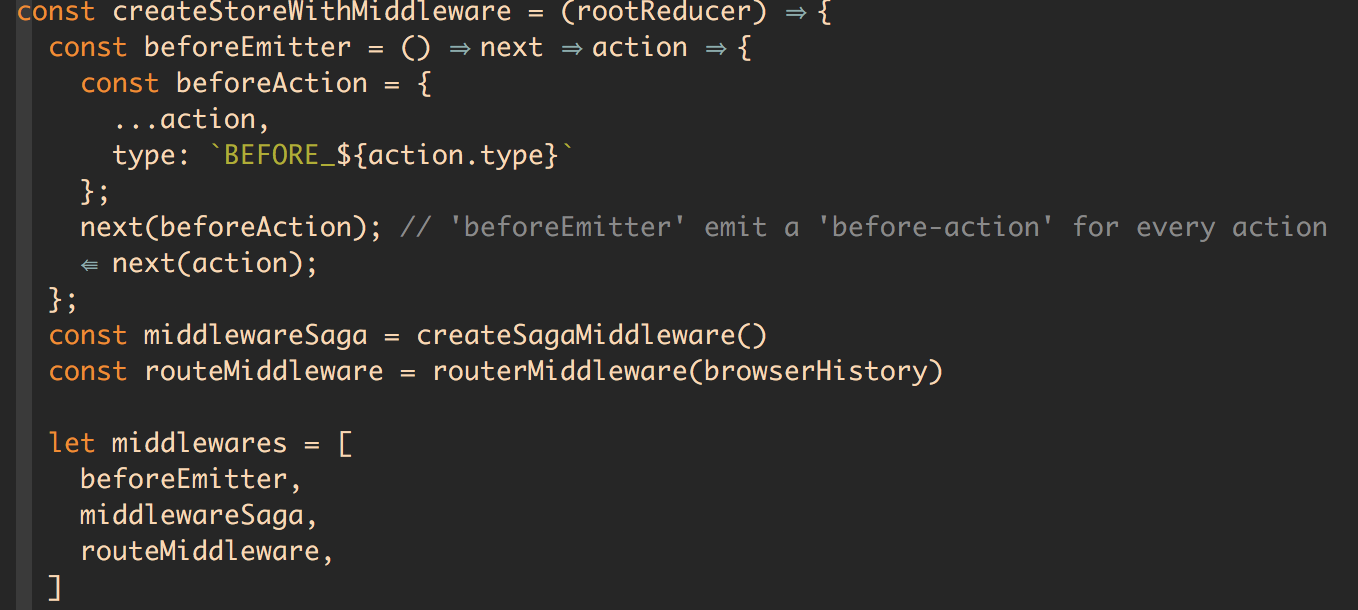 const createStoreWithMiddleware = (rootReducer) ⇒ {
  const beforeEmitter = () ⇒ next ⇒ action ⇒ {
    const beforeAction = {
      ...action,
      type: `BEFORE_${action.type}`
    };
    next(beforeAction); // 'beforeEmitter' emit a 'before-action' for every action
    ⇚ next(action);
  };
  const middlewareSaga = createSagaMiddleware()
  const routeMiddleware = routerMiddleware(browserHistory)
  let middlewares = [
    beforeEmitter,
    middlewareSaga,
    routeMiddleware,
  ]